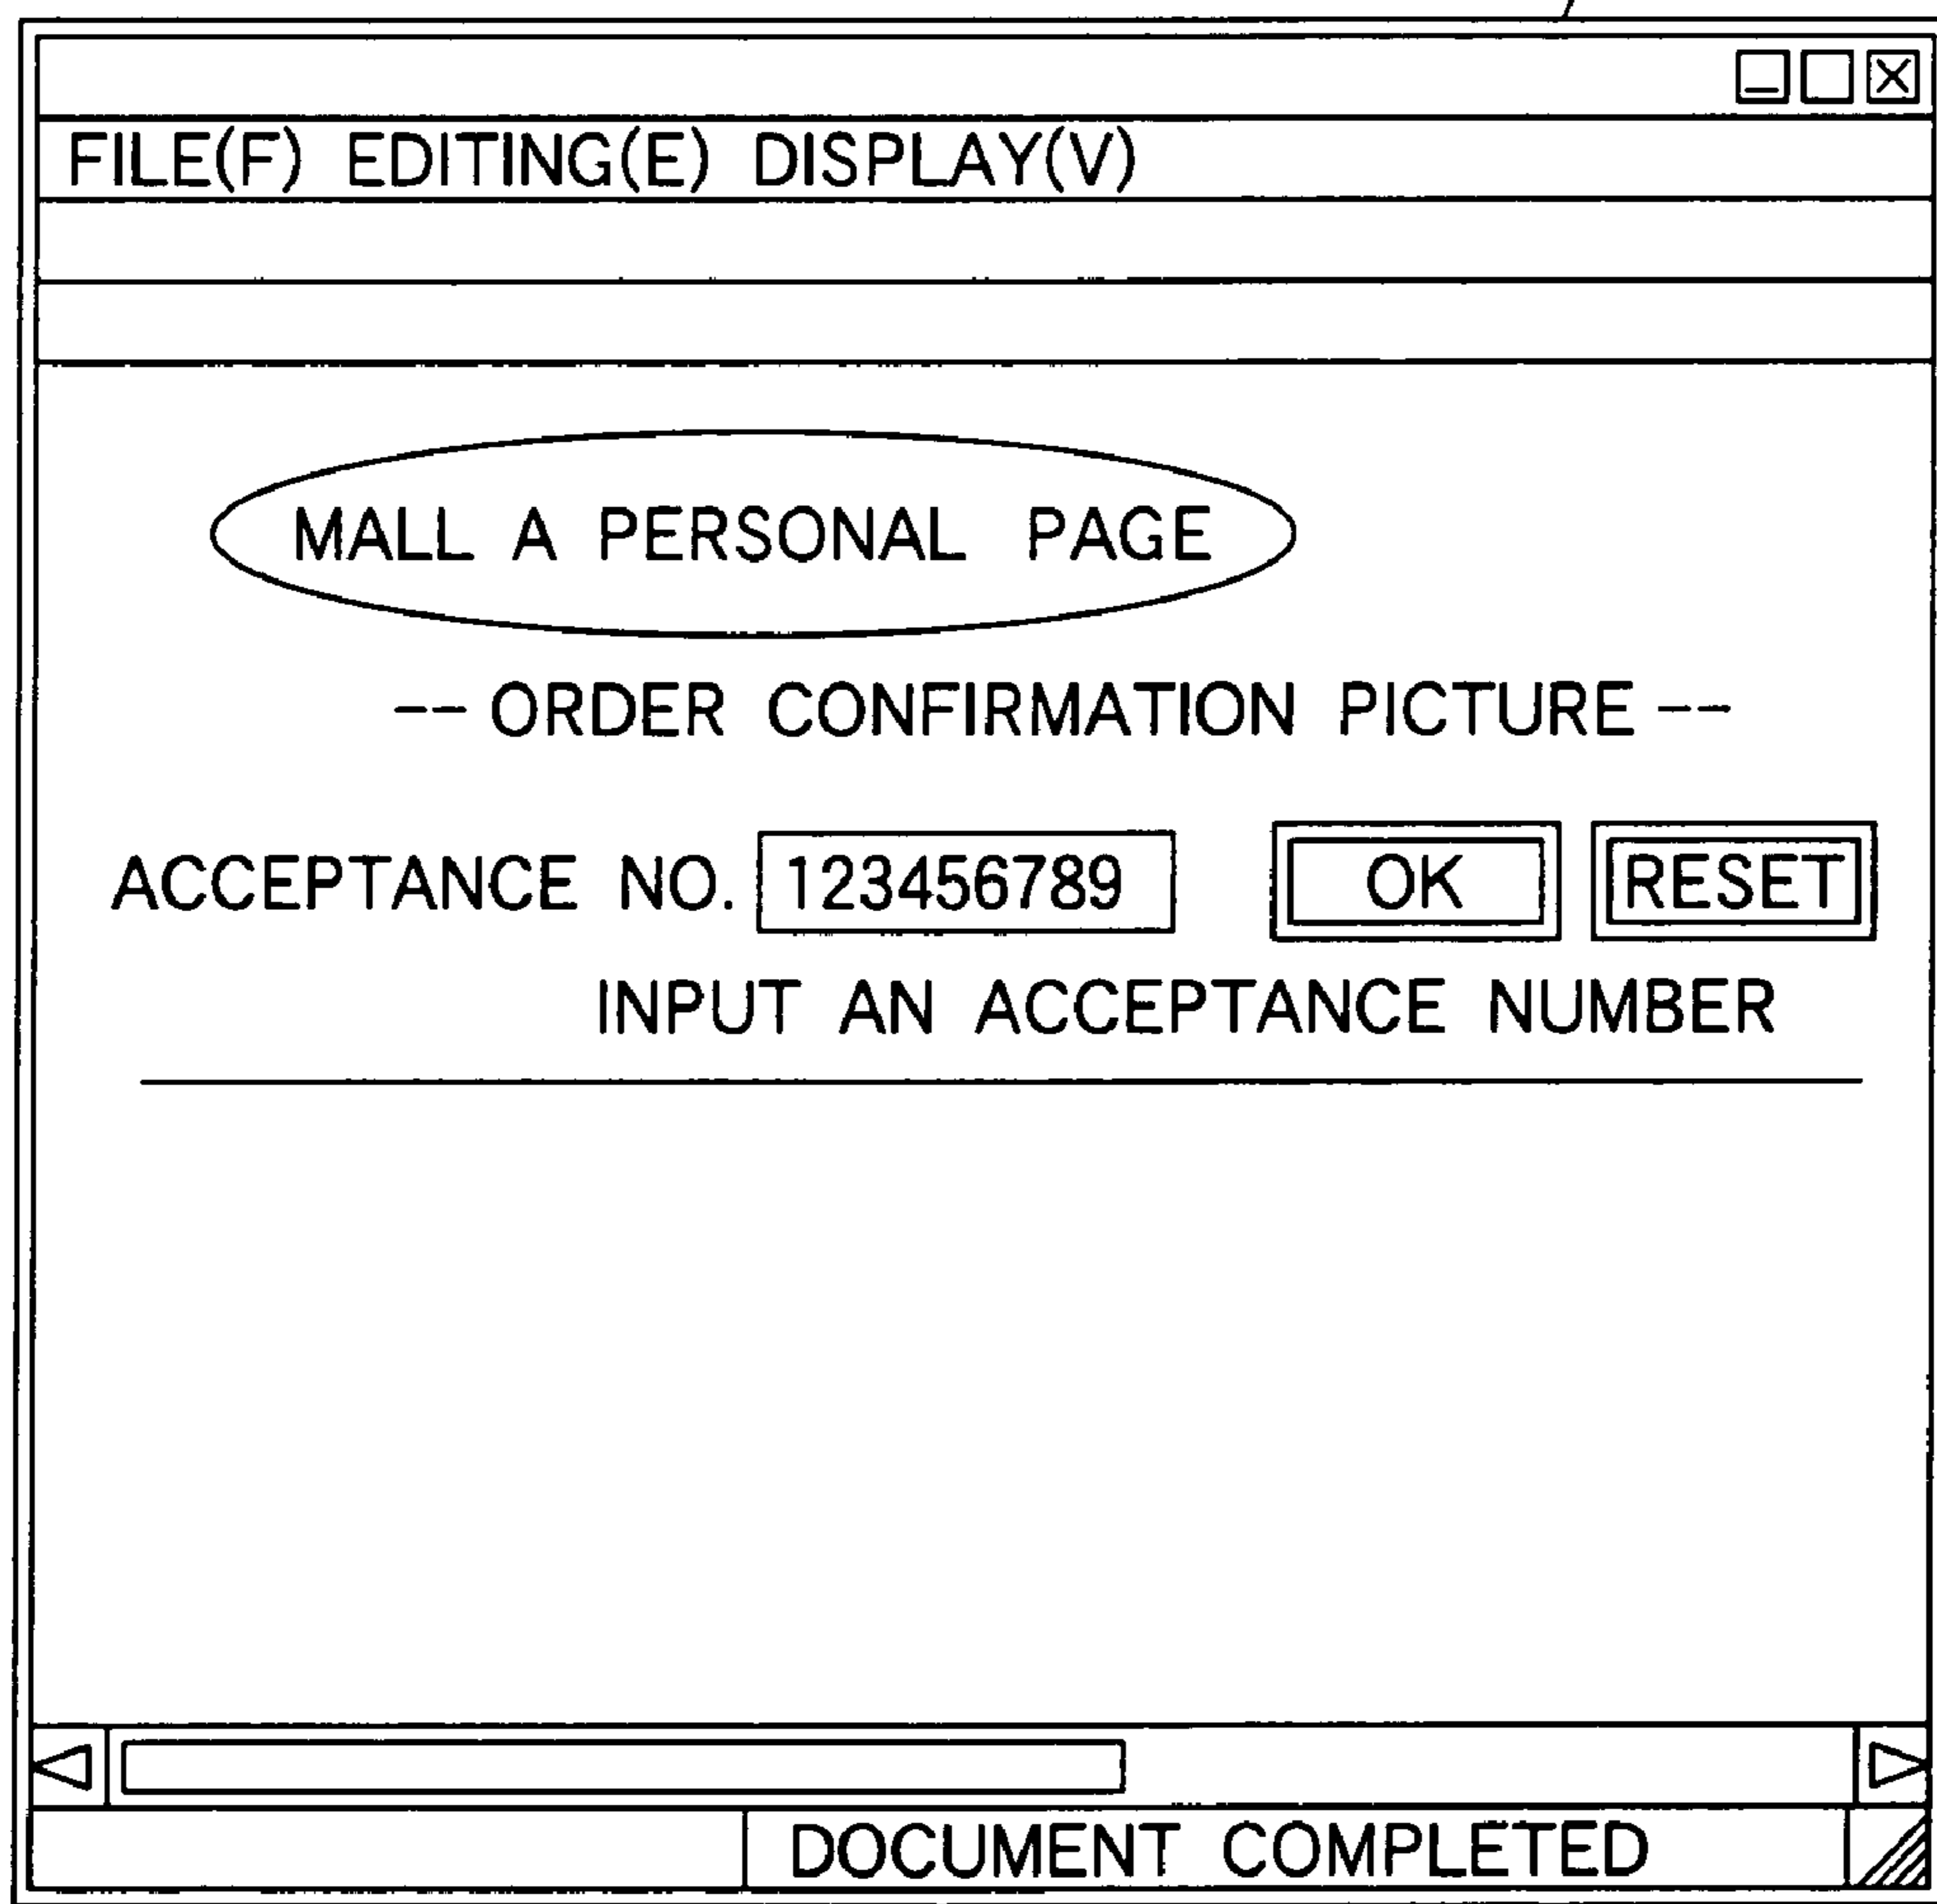 FILE(F) EDITING(E) DISPLAY(V)
MALL A PERSONAL PAGE
-- ORDER CONFIRMATION PICTURE --
ACCEPTANCE NO. 123456789 OK RESET
INPUT AN ACCEPTANCE NUMBER
DOCUMENT COMPLETED